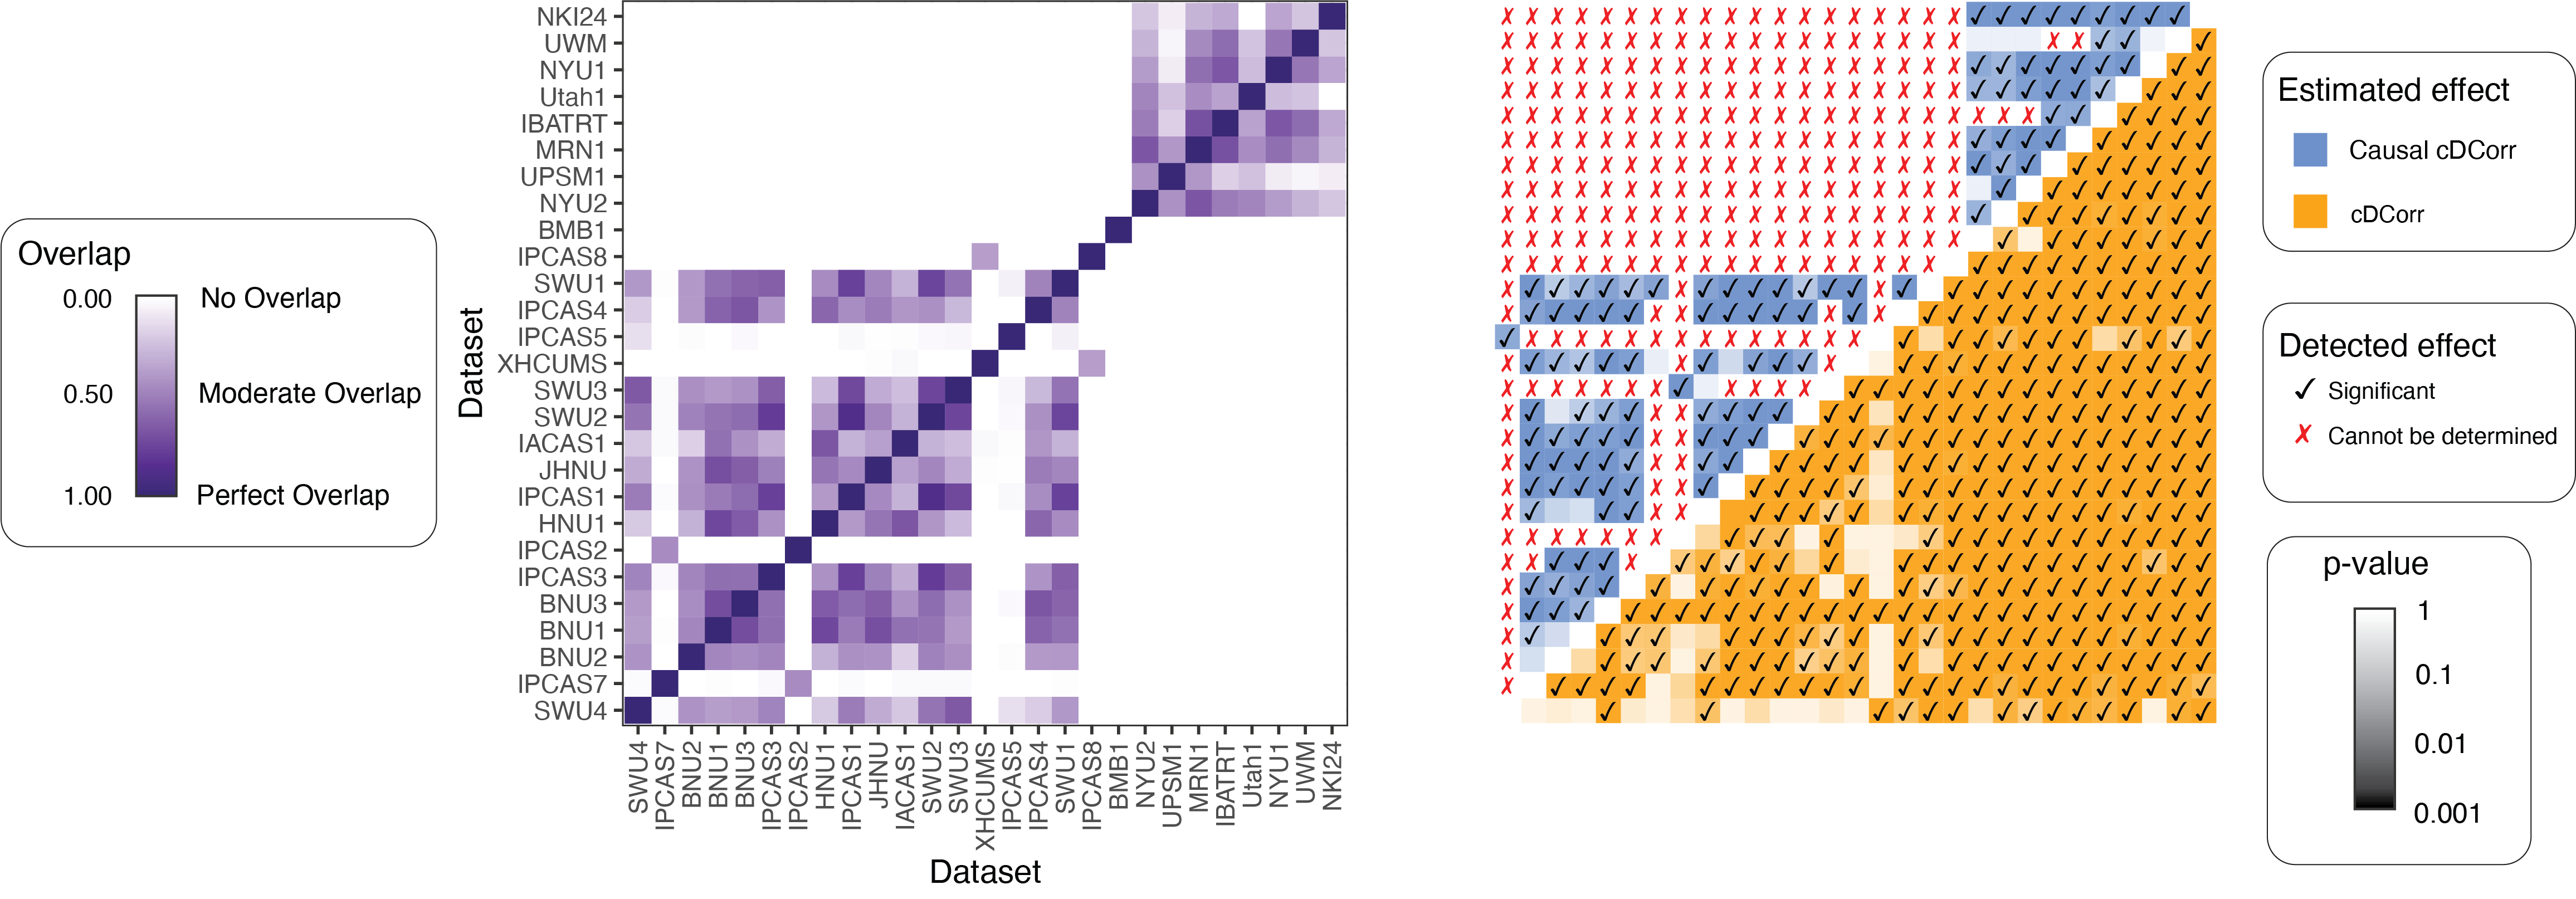 Overlap
0.00 No Overlap
0.50 Moderate Overlap
1.00 Perfect Overlap
Dataset
NKI24
UWM
NYU1
Utah1
IBATRT
MRN1
UPSM1
NYU2
BMB1
IPCAS8
SWU1
IPCAS4
IPCAS5
XHCUMS
SWU3
SWU2
IACAS1
JHNU
IPCAS1
HNU1
IPCAS2
IPCAS3
BNU3
BNU1
BNU2
IPCAS7
SWU4
SWU4
IPCAS7
BNU2
BNU1
BNU3
IPCAS3
IPCAS2
HNU1
IPCAS1
JHNU
IACAS1
SWU2
SWU3
XHCUMS
IPCAS5
IPCAS4
SWU1
IPCAS8
BMB1
NYU2
UPSM1
MRN1
IBATRT
Utah1
NYU1
UWM
NKI24
Dataset
Estimated effect
Causal cDCorr
cDCorr
Detected effect
✓ Significant
✗ Cannot be determined
p-value
1
0.1
0.01
0.001